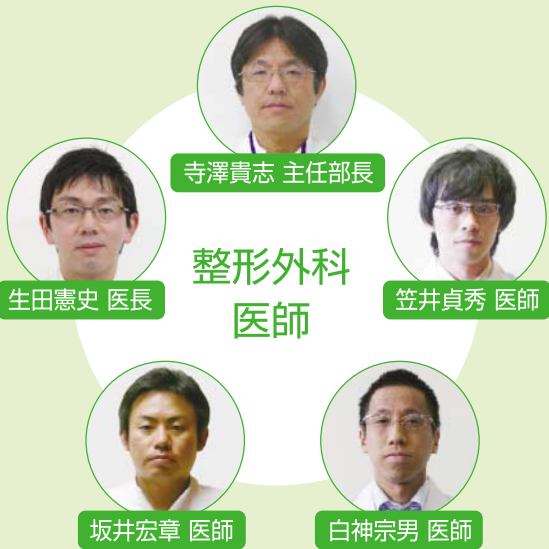 寺澤貴志 主任部長
生田憲史 医長
整形外科
医師
笠井貞秀 医師
坂井宏章 医師
白神宗男 医師